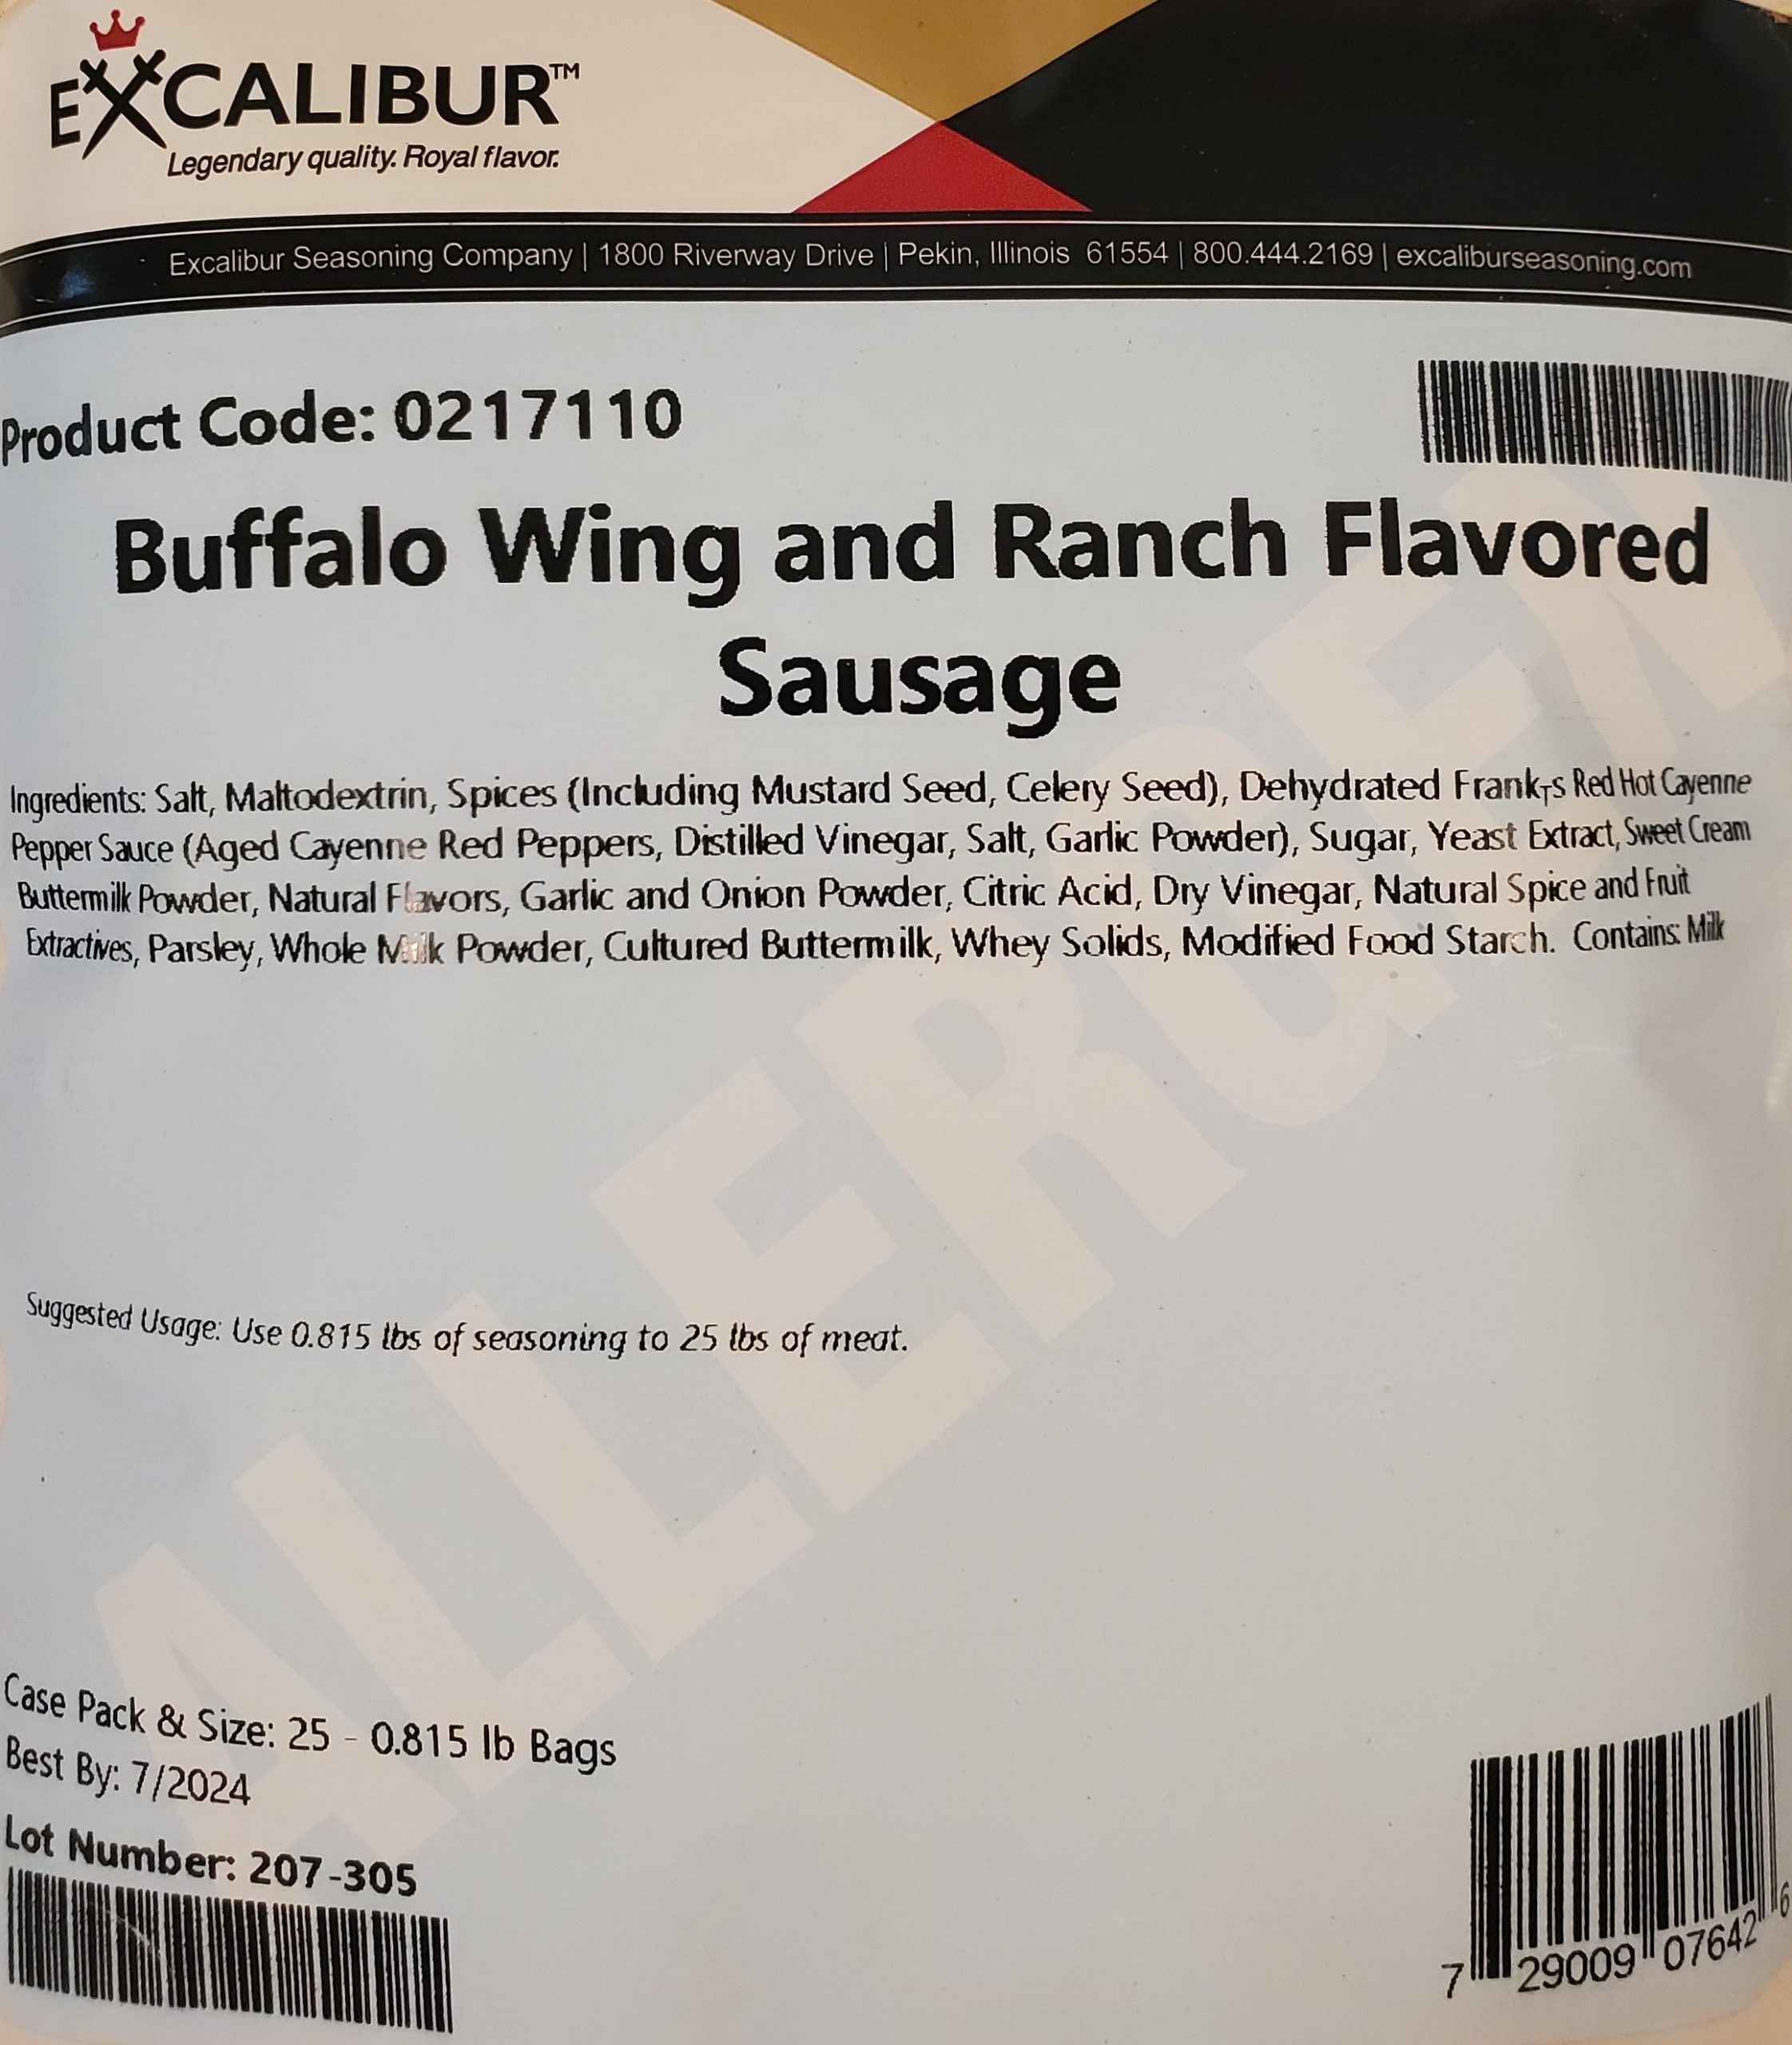 EXCALIBUR™
Legendary quality. Royal flavor.
Excalibur Seasoning Company | 1800 Riverway Drive | Pekin, Illinois 61554 | 800.444.2169 | excaliburseasoning.com
Product Code: 0217110
Buffalo Wing and Ranch Flavored
Sausage
Ingredients: Salt, Maltodextrin, Spices (Including Mustard Seed, Celery Seed), Dehydrated Frank┬s Red Hot Cayenne
Pepper Sauce (Aged Cayenne Red Peppers, Distilled Vinegar, Salt, Garlic Powder), Sugar, Yeast Extract, Sweet Cream
Buttermilk Powder, Natural Flavors, Garlic and Onion Powder, Citric Acid, Dry Vinegar, Natural Spice and Fruit
Extractives, Parsley, Whole Milk Powder, Cultured Buttermilk, Whey Solids, Modified Food Starch. Contains: Milk
ALLERGEN
Suggested Usage: Use 0.815 lbs of seasoning to 25 lbs of meat.
Case Pack & Size: 25 - 0.815 lb Bags
Best By: 7/2024
Lot Number: 207-305
7 29009 07642 6